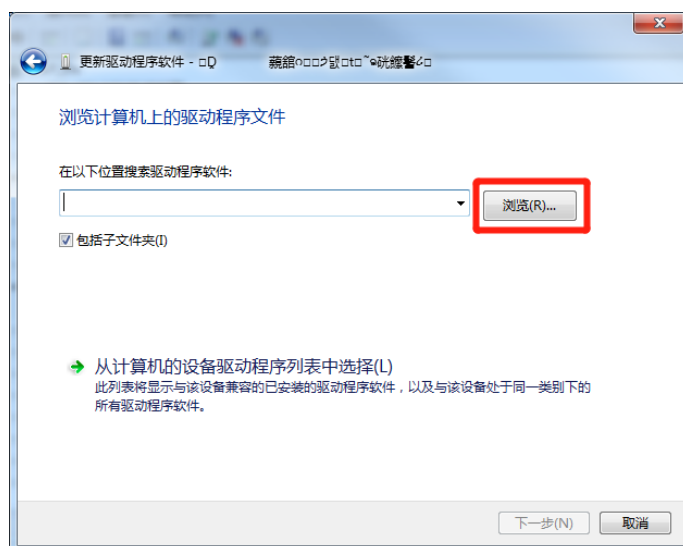 更新驱动程序软件 -
浏览计算机上的驱动程序文件
在以下位置搜索驱动程序软件:
浏览(R)...
包括子文件夹(I)
从计算机的设备驱动程序列表中选择(L)
此列表将显示与该设备兼容的已安装的驱动程序软件，以及与该设备处于同一类别下的
所有驱动程序软件。
下一步(N)
取消